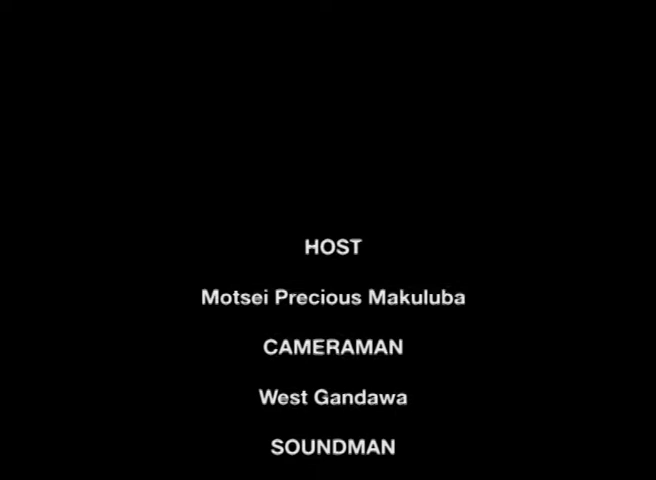 HOST
Motsei Precious Makuluba
CAMERAMAN
West Gandawa
SOUNDMAN